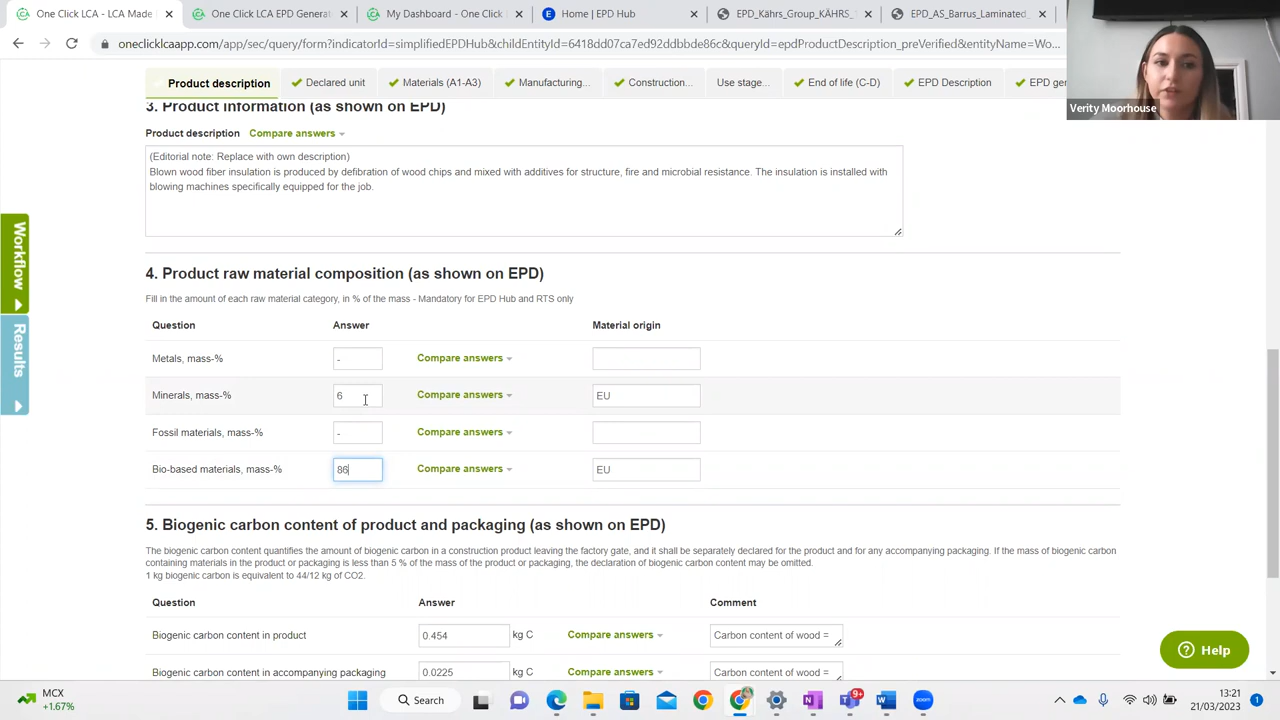 One Click LCA - LCA Made
One Click LCA EPD Generat
My Dashboard - One Click
Home | EPD Hub
EPD_Kährs_Group_KÄHRS_
EPD_AS_Barrus_Laminated_
oneclicklcaapp.com/app/sec/query/form?indicatorId=simplifiedEPDHub&childEntityId=6418dd07ca7ed92ddbbde86c&queryId=epdProductDescription_preVerified&entityName=Wo...
Verity Moorhouse
Product description
Declared unit
Materials (A1-A3)
Manufacturing...
Construction...
Use stage...
End of life (C-D)
EPD Description
EPD ger
3. Product information (as shown on EPD)
Product description Compare answers
(Editorial note: Replace with own description)
Blown wood fiber insulation is produced by defibration of wood chips and mixed with additives for structure, fire and microbial resistance. The insulation is installed with
blowing machines specifically equipped for the job.
Workflow
Results
4. Product raw material composition (as shown on EPD)
Fill in the amount of each raw material category, in % of the mass - Mandatory for EPD Hub and RTS only
Question Answer Material origin
Metals, mass-% - Compare answers
Minerals, mass-% 6 Compare answers EU
Fossil materials, mass-% - Compare answers
Bio-based materials, mass-% 86 Compare answers EU
5. Biogenic carbon content of product and packaging (as shown on EPD)
The biogenic carbon content quantifies the amount of biogenic carbon in a construction product leaving the factory gate, and it shall be separately declared for the product and for any accompanying packaging. If the mass of biogenic carbon
containing materials in the product or packaging is less than 5 % of the mass of the product or packaging, the declaration of biogenic carbon content may be omitted.
1 kg biogenic carbon is equivalent to 44/12 kg of CO2.
Question Answer Comment
Biogenic carbon content in product 0.454 kg C Compare answers Carbon content of wood =
Biogenic carbon content in accompanying packaging 0.0225 kg C Compare answers Carbon content of wood =
Help
MCX
+1.67%
Search
9+
13:21
21/03/2023
1